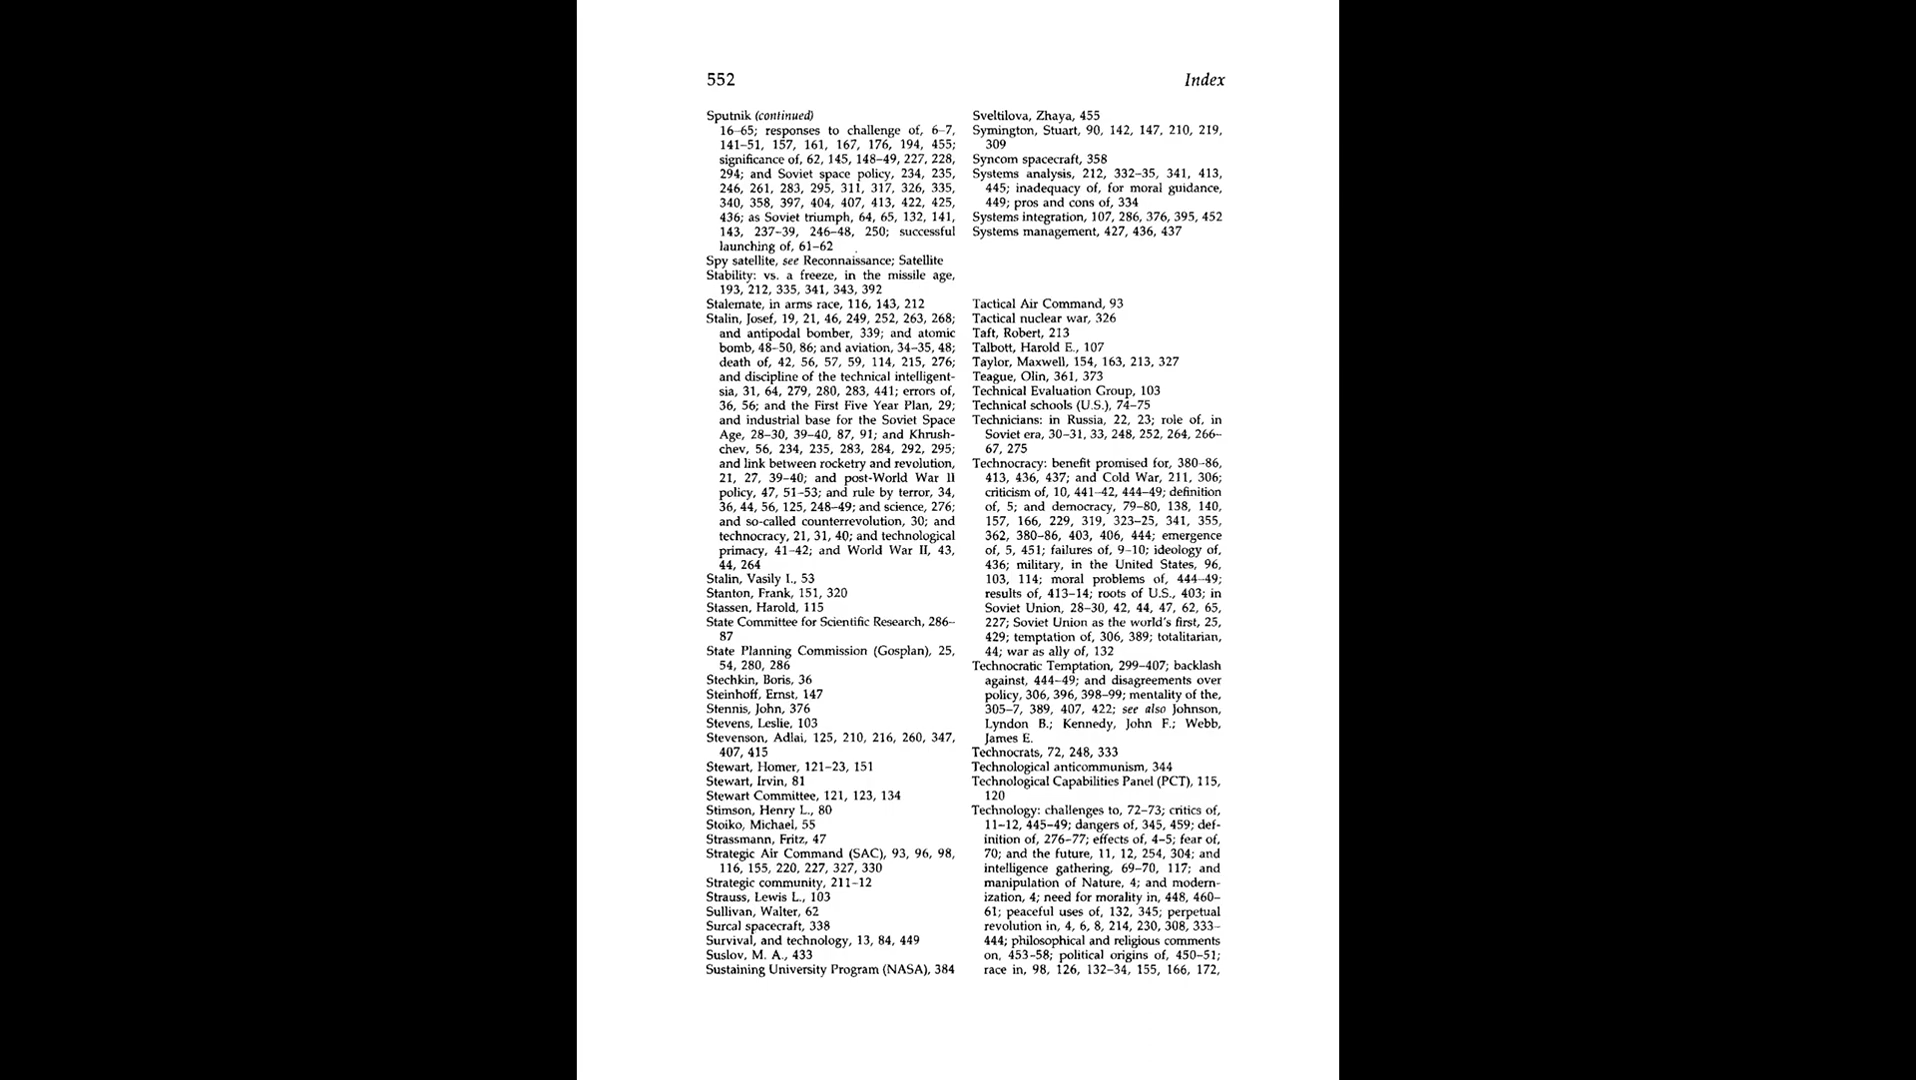 552
Index
Sputnik (continued)
16–65; responses to challenge of, 6–7,
141–51, 157, 161, 167, 176, 194, 455;
significance of, 62, 145, 148–49, 227, 228,
294; and Soviet space policy, 234, 235,
246, 261, 283, 295, 311, 317, 326, 335,
340, 358, 397, 404, 407, 413, 422, 425,
436; as Soviet triumph, 64, 65, 132, 141,
143, 237–39, 246–48, 250; successful
launching of, 61–62
Spy satellite, see Reconnaissance; Satellite
Stability: vs. a freeze, in the missile age,
193, 212, 335, 341, 343, 392
Stalemate, in arms race, 116, 143, 212
Stalin, Josef, 19, 21, 46, 249, 252, 263, 268;
and antipodal bomber, 339; and atomic
bomb, 48–50, 86; and aviation, 34–35, 48;
death of, 42, 56, 57, 59, 114, 215, 276;
and discipline of the technical intelligent-
sia, 31, 64, 279, 280, 283, 441; errors of,
36, 56; and the First Five Year Plan, 29;
and industrial base for the Soviet Space
Age, 28–30, 39–40, 87, 91; and Khrush-
chev, 56, 234, 235, 283, 284, 292, 295;
and link between rocketry and revolution,
21, 27, 39–40; and post-World War II
policy, 47, 51–53; and rule by terror, 34,
36, 44, 56, 125, 248–49; and science, 276;
and so-called counterrevolution, 30; and
technocracy, 21, 31, 40; and technological
primacy, 41–42; and World War II, 43,
44, 264
Stalin, Vasily I., 53
Stanton, Frank, 151, 320
Stassen, Harold, 115
State Committee for Scientific Research, 286–
87
State Planning Commission (Gosplan), 25,
54, 280, 286
Stechkin, Boris, 36
Steinhoff, Ernst, 147
Stennis, John, 376
Stevens, Leslie, 103
Stevenson, Adlai, 125, 210, 216, 260, 347,
407, 415
Stewart, Homer, 121–23, 151
Stewart, Irvin, 81
Stewart Committee, 121, 123, 134
Stimson, Henry L., 80
Stoiko, Michael, 55
Strassmann, Fritz, 47
Strategic Air Command (SAC), 93, 96, 98,
116, 155, 220, 227, 327, 330
Strategic community, 211–12
Strauss, Lewis L., 103
Sullivan, Walter, 62
Surcal spacecraft, 338
Survival, and technology, 13, 84, 449
Suslov, M. A., 433
Sustaining University Program (NASA), 384
Sveltilova, Zhaya, 455
Symington, Stuart, 90, 142, 147, 210, 219,
309
Syncom spacecraft, 358
Systems analysis, 212, 332–35, 341, 413,
445; inadequacy of, for moral guidance,
449; pros and cons of, 334
Systems integration, 107, 286, 376, 395, 452
Systems management, 427, 436, 437
Tactical Air Command, 93
Tactical nuclear war, 326
Taft, Robert, 213
Talbott, Harold E., 107
Taylor, Maxwell, 154, 163, 213, 327
Teague, Olin, 361, 373
Technical Evaluation Group, 103
Technical schools (U.S.), 74–75
Technicians: in Russia, 22, 23; role of, in
Soviet era, 30–31, 33, 248, 252, 264, 266–
67, 275
Technocracy: benefit promised for, 380–86,
413, 436, 437; and Cold War, 211, 306;
criticism of, 10, 441–42, 444–49; definition
of, 5; and democracy, 79–80, 138, 140,
157, 166, 229, 319, 323–25, 341, 355,
362, 380–86, 403, 406, 444; emergence
of, 5, 451; failures of, 9–10; ideology of,
436; military, in the United States, 96,
103, 114; moral problems of, 444–49;
results of, 413–14; roots of U.S., 403; in
Soviet Union, 28–30, 42, 44, 47, 62, 65,
227; Soviet Union as the world's first, 25,
429; temptation of, 306, 389; totalitarian,
44; war as ally of, 132
Technocratic Temptation, 299–407; backlash
against, 444–49; and disagreements over
policy, 306, 396, 398–99; mentality of the,
305–7, 389, 407, 422; see also Johnson,
Lyndon B.; Kennedy, John F.; Webb,
James E.
Technocrats, 72, 248, 333
Technological anticommunism, 344
Technological Capabilities Panel (PCT), 115,
120
Technology: challenges to, 72–73; critics of,
11–12, 445–49; dangers of, 345, 459; def-
inition of, 276–77; effects of, 4–5; fear of,
70; and the future, 11, 12, 254, 304; and
intelligence gathering, 69–70, 117; and
manipulation of Nature, 4; and modern-
ization, 4; need for morality in, 448, 460–
61; peaceful uses of, 132, 345; perpetual
revolution in, 4, 6, 8, 214, 230, 308, 333–
444; philosophical and religious comments
on, 453–58; political origins of, 450–51;
race in, 98, 126, 132–34, 155, 166, 172,